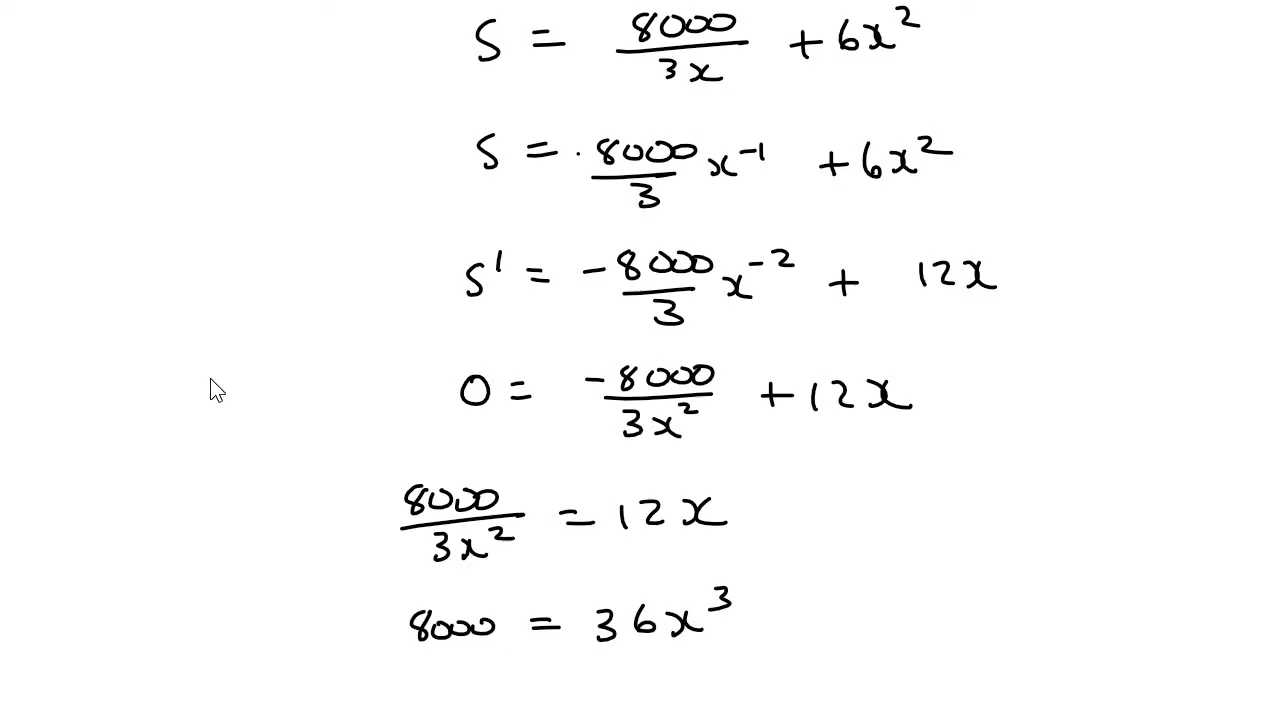 S = 8000/3x + 6x²
S = 8000/3 x⁻¹ + 6x²
S' = -8000/3 x⁻² + 12x
0 = -8000/3x² + 12x
8000/3x² = 12x
8000 = 36x³